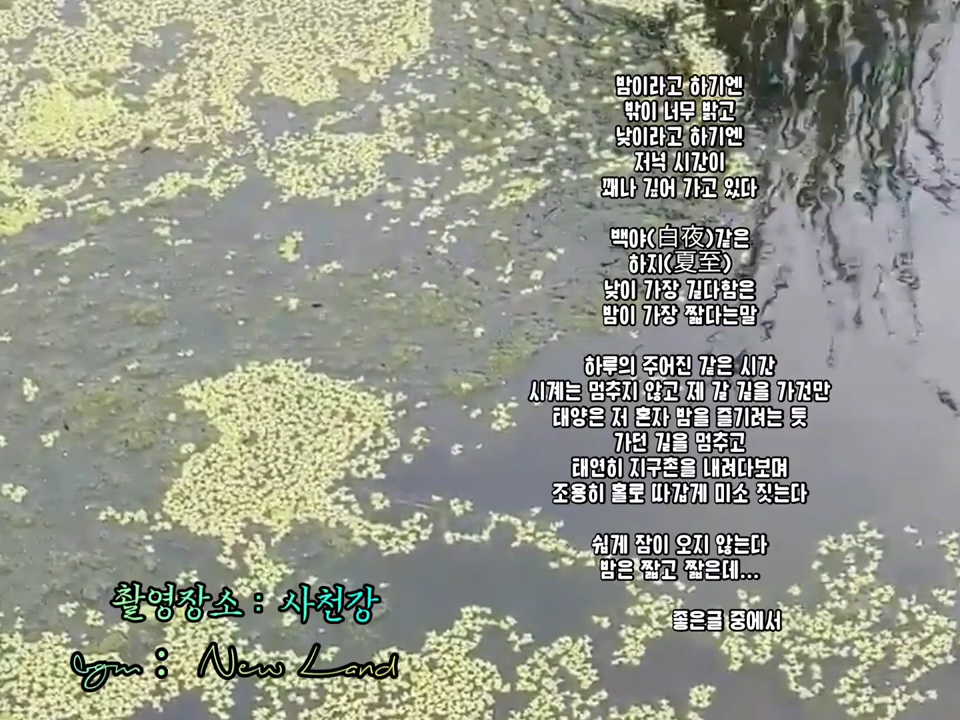 밤이라고 하기엔
밖이 너무 밝고
낮이라고 하기엔
저녁 시간이
꽤나 깊어 가고 있다
백야(白夜)같은
하지(夏至)
낮이 가장 길다함은
밤이 가장 짧다는말
하루의 주어진 같은 시간
시계는 멈추지 않고 제 갈 길을 가것만
태양은 저 혼자 밤을 즐기려는 듯
가던 길을 멈추고
태연히 지구촌을 내려다보며
조용히 홀로 따갑게 미소 짓는다
쉽게 잠이 오지 않는다
밤은 짧고 짧은데...
좋은글 중에서
촬영장소 : 사천강
bgm : New Land